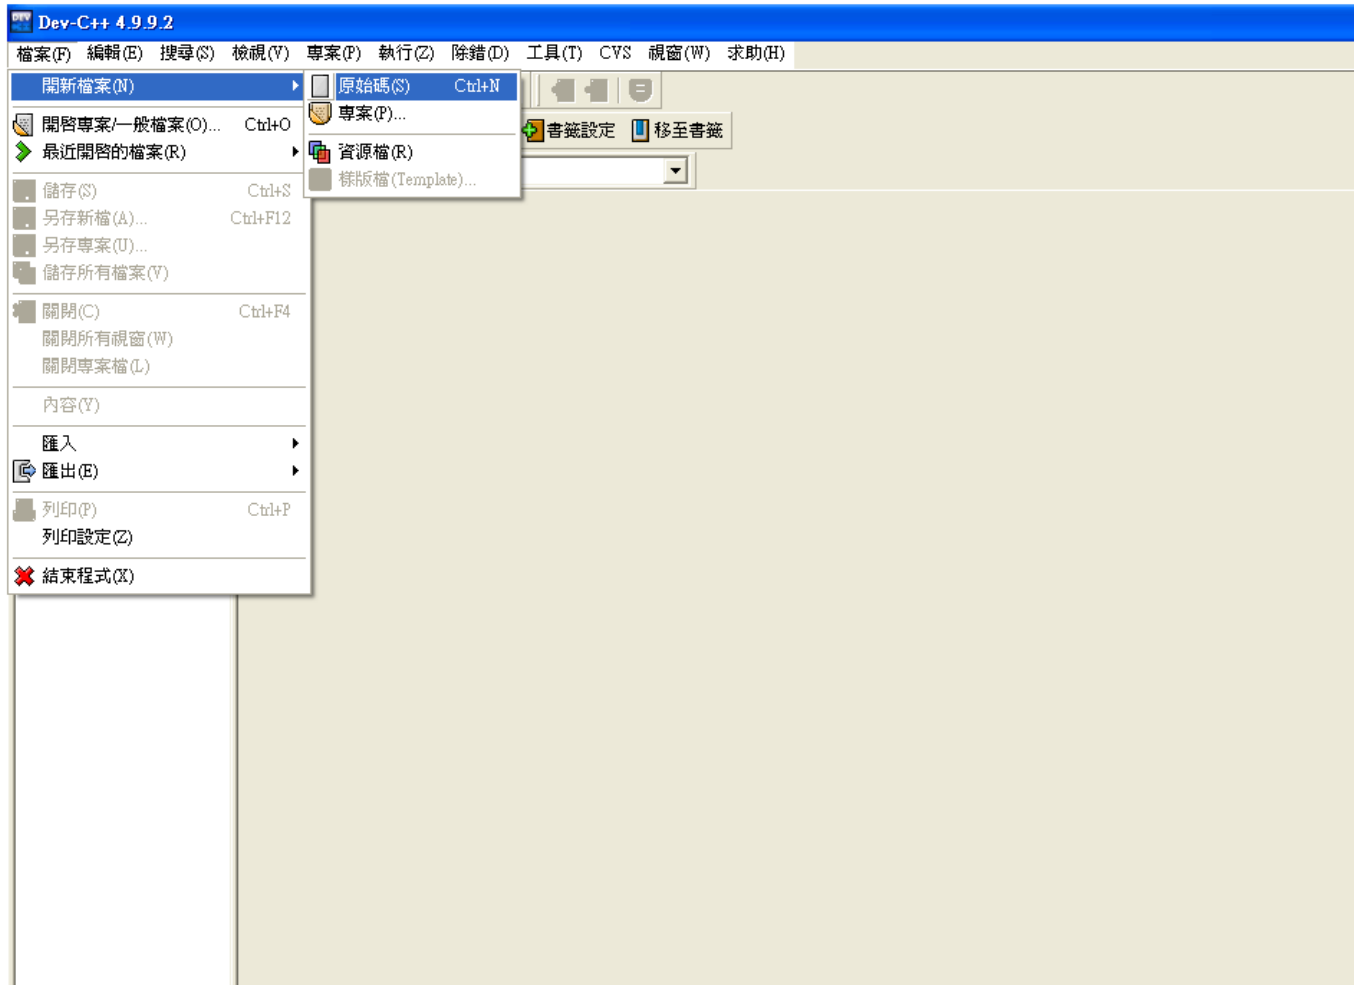 Dev-C++ 4.9.9.2
檔案(F) 編輯(E) 搜尋(S) 檢視(V) 專案(P) 執行(Z) 除錯(D) 工具(T) CVS 視窗(W) 求助(H)
開新檔案(N)
開啓專案/一般檔案(O)... Ctrl+O
最近開啓的檔案(R)
儲存(S) Ctrl+S
另存新檔(A)... Ctrl+F12
另存專案(U)...
儲存所有檔案(V)
關閉(C) Ctrl+F4
關閉所有視窗(W)
關閉專案檔(L)
內容(Y)
匯入
匯出(E)
列印(P) Ctrl+P
列印設定(Z)
結束程式(X)
原始碼(S) Ctrl+N
專案(P)...
資源檔(R)
樣版檔(Template)...
書籤設定 移至書籤